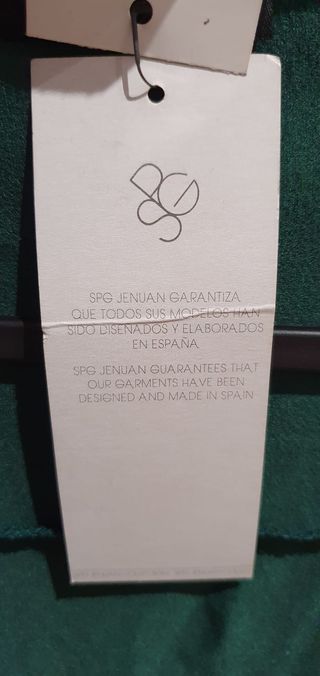 SPG
SPG JENUAN GARANTIZA
QUE TODOS SUS MODELOS HAN
SIDO DISEÑADOS Y ELABORADOS
EN ESPAÑA
SPG JENUAN GUARANTEES THAT
OUR GARMENTS HAVE BEEN
DESIGNED AND MADE IN SPAIN